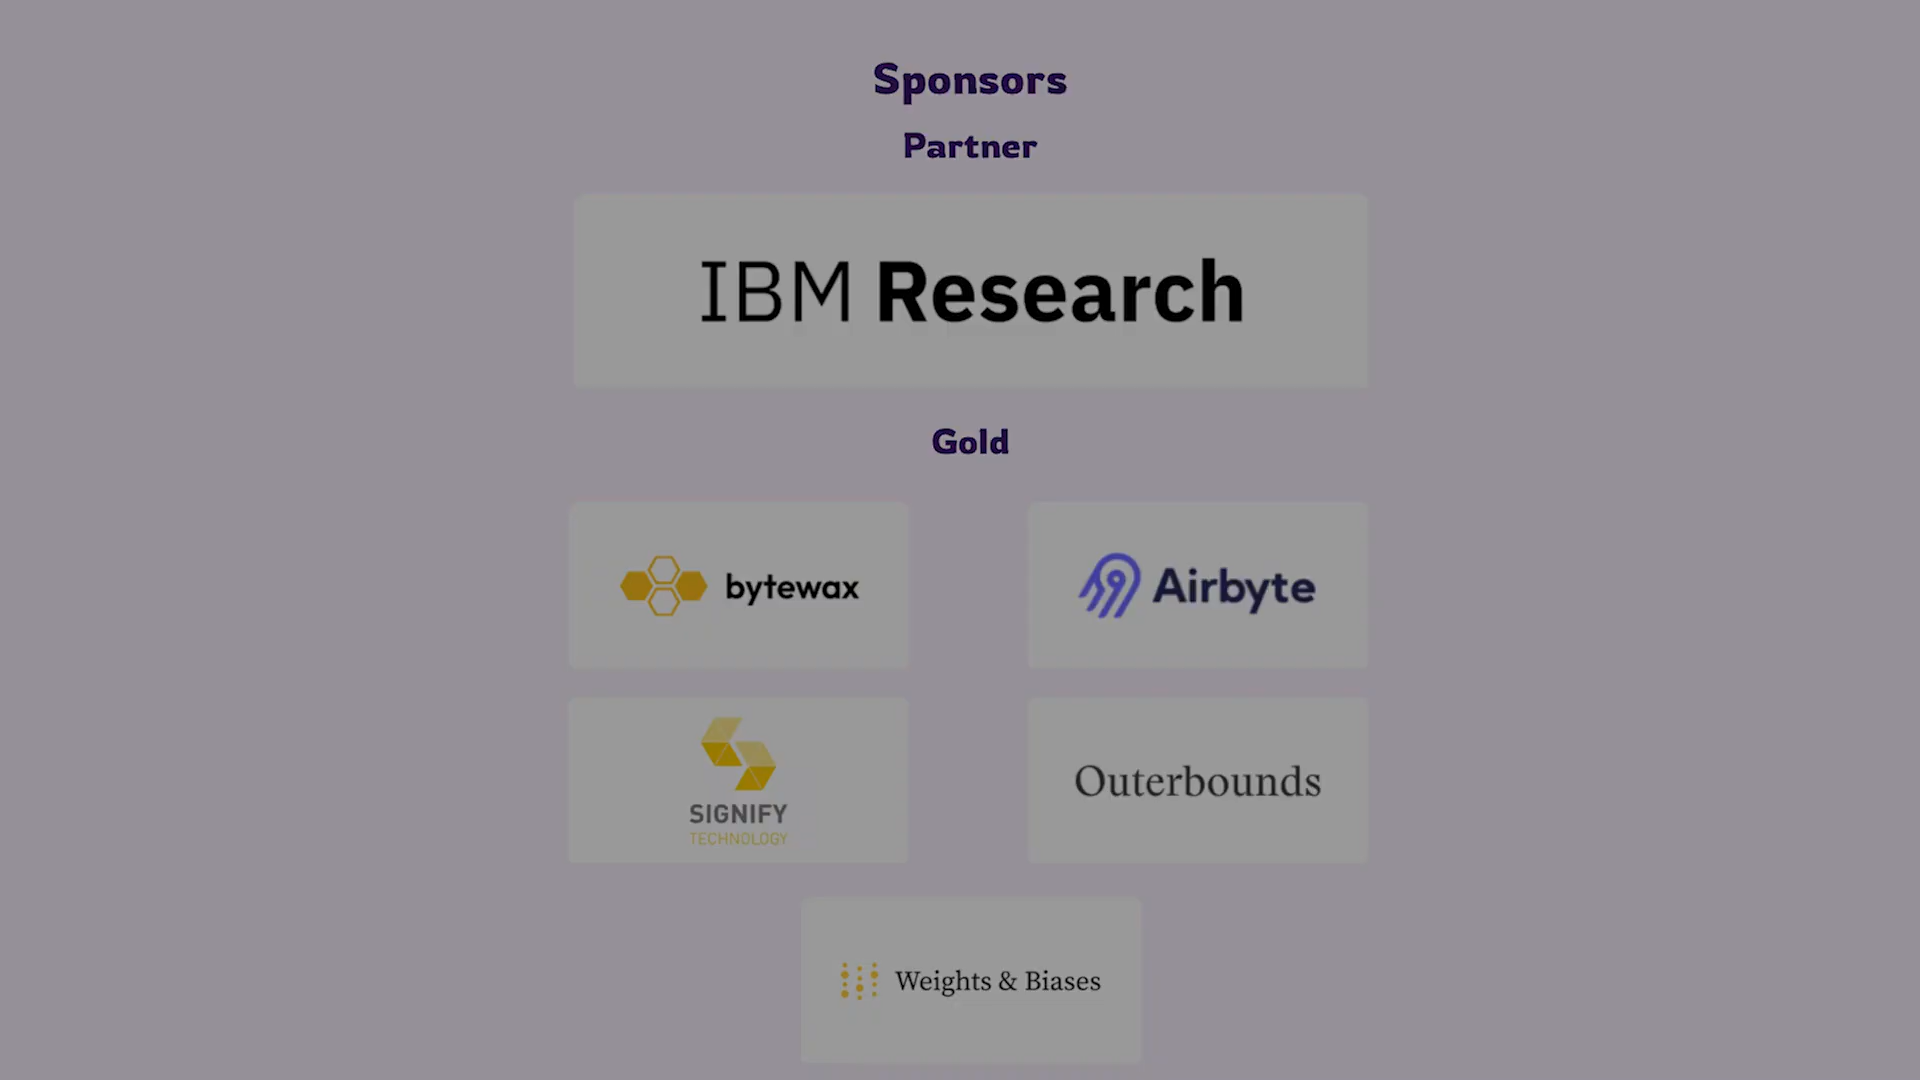 Sponsors
Partner
IBM Research
Gold
bytewax
Airbyte
SIGNIFY
TECHNOLOGY
Outerbounds
Weights & Biases